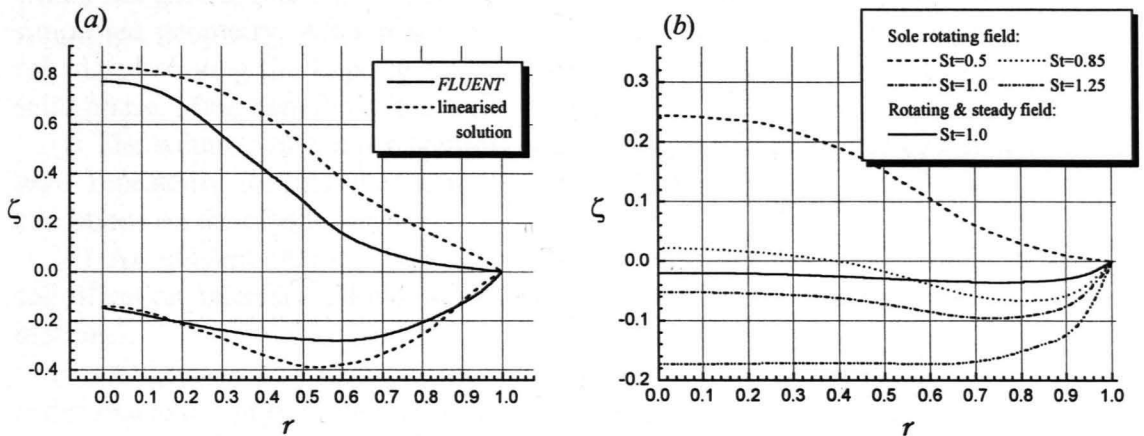 (a)
FLUENT
linearised
solution
ζ
0.8
0.6
0.4
0.2
0.0
-0.2
-0.4
0.0 0.1 0.2 0.3 0.4 0.5 0.6 0.7 0.8 0.9 1.0
r
(b)
Sole rotating field:
St=0.5 St=0.85
St=1.0 St=1.25
Rotating & steady field:
St=1.0
ζ
0.3
0.2
0.1
0.0
-0.1
-0.2
0.0 0.1 0.2 0.3 0.4 0.5 0.6 0.7 0.8 0.9 1.0
r